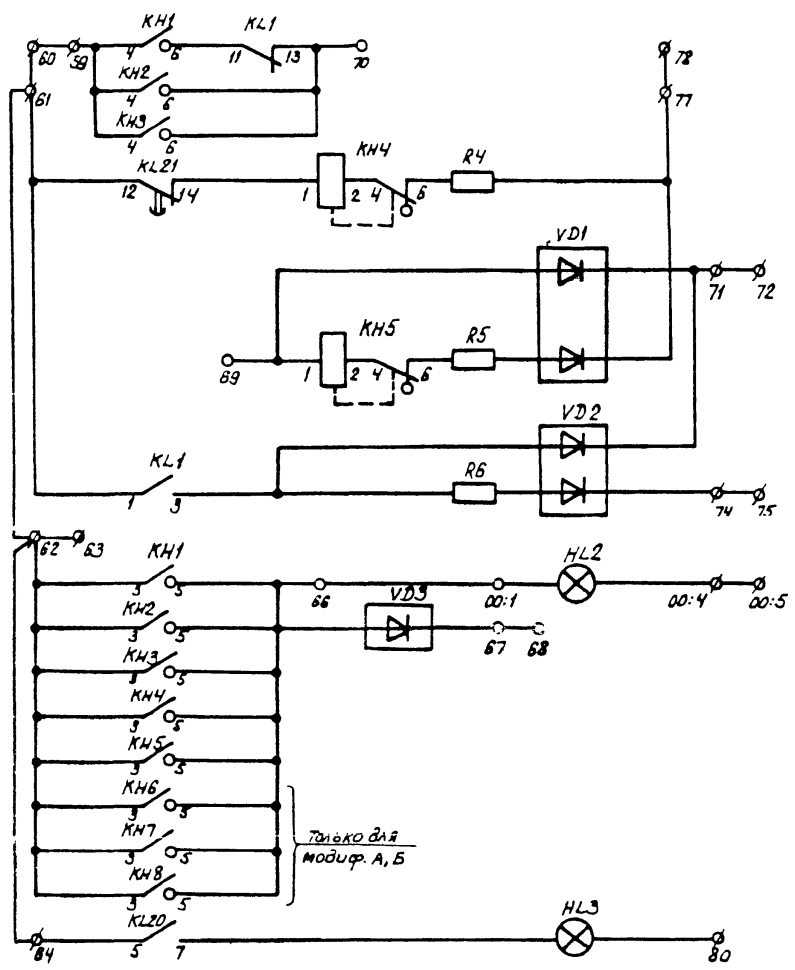 KH1
KL1
60
59
4
6
11
13
70
78
61
KH2
4
6
77
KH3
4
6
KL21
KH4
R4
12
14
1
2
4
6
VD1
71
72
KH5
R5
69
1
2
4
6
VD2
KL1
R6
1
3
74
75
62
63
KH1
HL2
3
5
66
00:1
00:4
00:5
KH2
VD3
3
5
67
68
KH3
3
5
KH4
3
5
KH5
3
5
KH6
3
5
KH7
3
5
Только для
модиф. А, Б
KH8
3
5
KL20
HL3
84
5
7
80